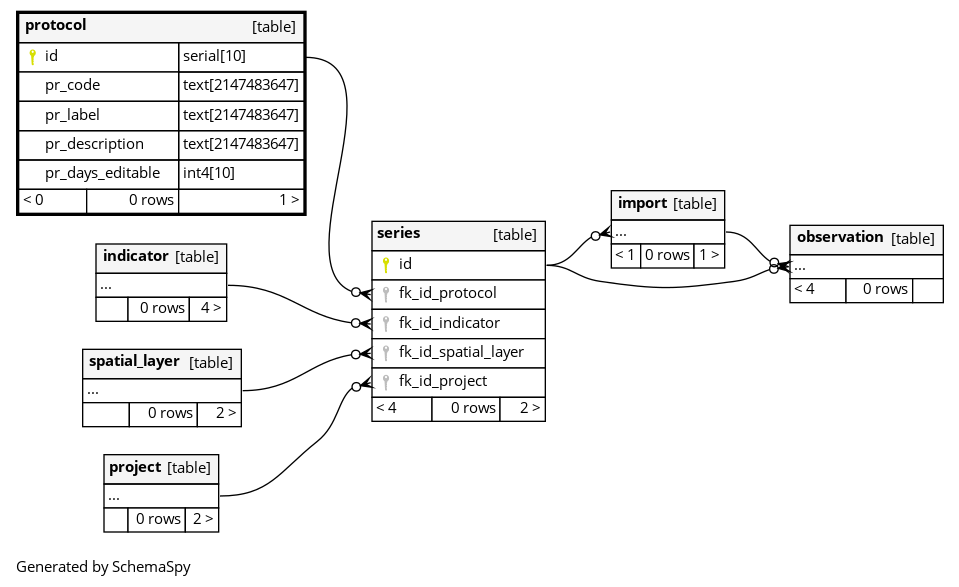 protocol [table]
id serial[10]
pr_code text[2147483647]
pr_label text[2147483647]
pr_description text[2147483647]
pr_days_editable int4[10]
< 0 0 rows 1 >
indicator [table]
...
0 rows 4 >
spatial_layer [table]
...
0 rows 2 >
project [table]
...
0 rows 2 >
series [table]
id
fk_id_protocol
fk_id_indicator
fk_id_spatial_layer
fk_id_project
< 4 0 rows 2 >
import [table]
...
< 1 0 rows 1 >
observation [table]
...
< 4 0 rows
Generated by SchemaSpy